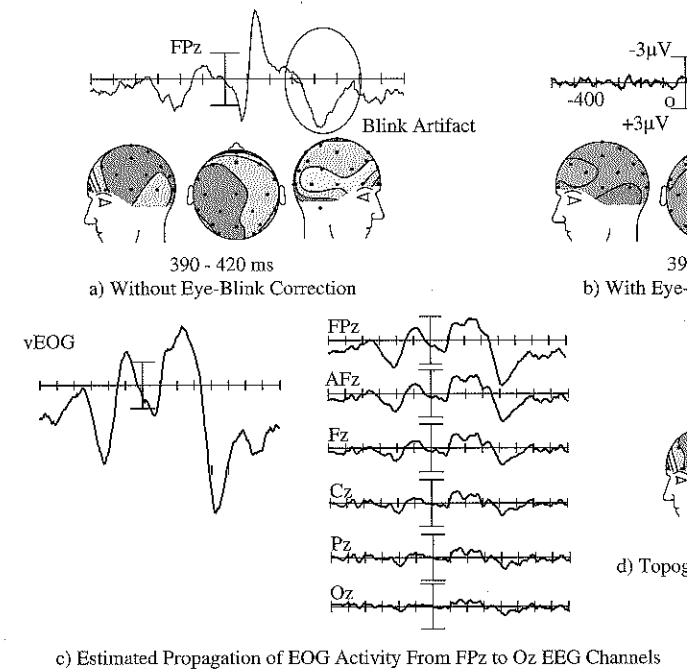 FPz
-3µV
-400
o
+3µV
Blink Artifact
390 - 420 ms
39
a) Without Eye-Blink Correction
b) With Eye-
vEOG
FPz
AFz
Fz
Cz
Pz
Oz
d) Topog
c) Estimated Propagation of EOG Activity From FPz to Oz EEG Channels